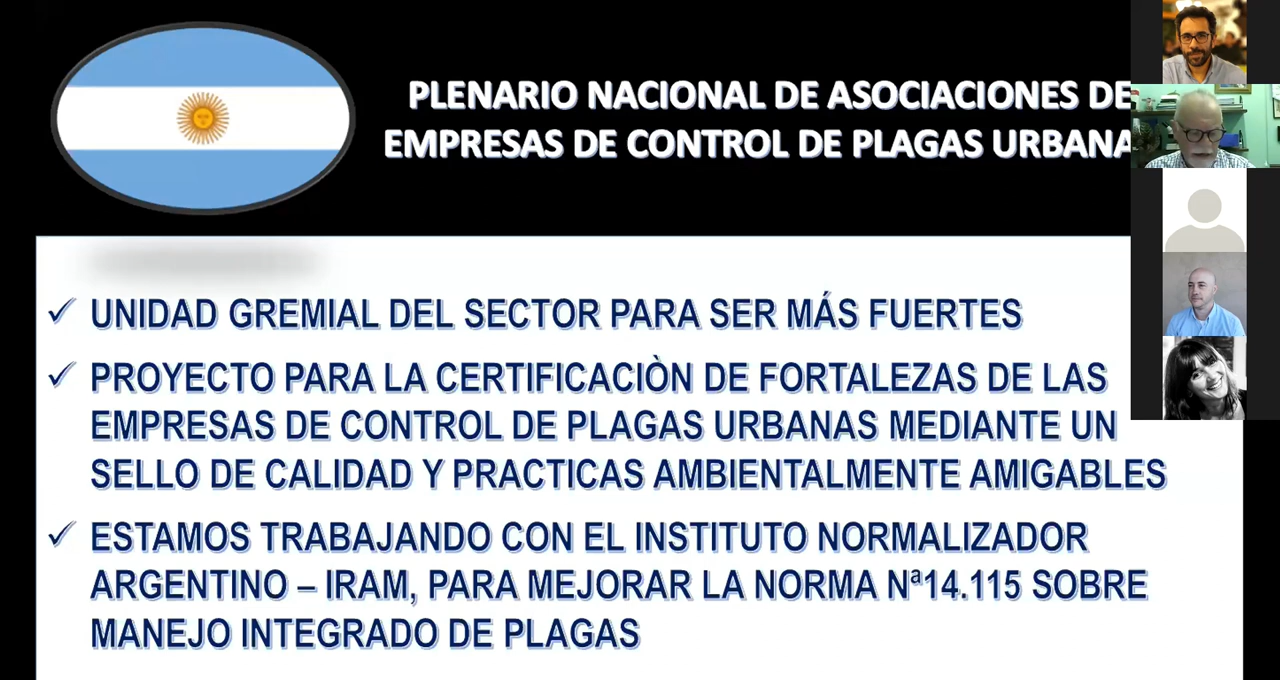 PLENARIO NACIONAL DE ASOCIACIONES DE
EMPRESAS DE CONTROL DE PLAGAS URBANA
✓ UNIDAD GREMIAL DEL SECTOR PARA SER MÁS FUERTES
✓ PROYECTO PARA LA CERTIFICACIÒN DE FORTALEZAS DE LAS
EMPRESAS DE CONTROL DE PLAGAS URBANAS MEDIANTE UN
SELLO DE CALIDAD Y PRACTICAS AMBIENTALMENTE AMIGABLES
✓ ESTAMOS TRABAJANDO CON EL INSTITUTO NORMALIZADOR
ARGENTINO – IRAM, PARA MEJORAR LA NORMA Nª14.115 SOBRE
MANEJO INTEGRADO DE PLAGAS